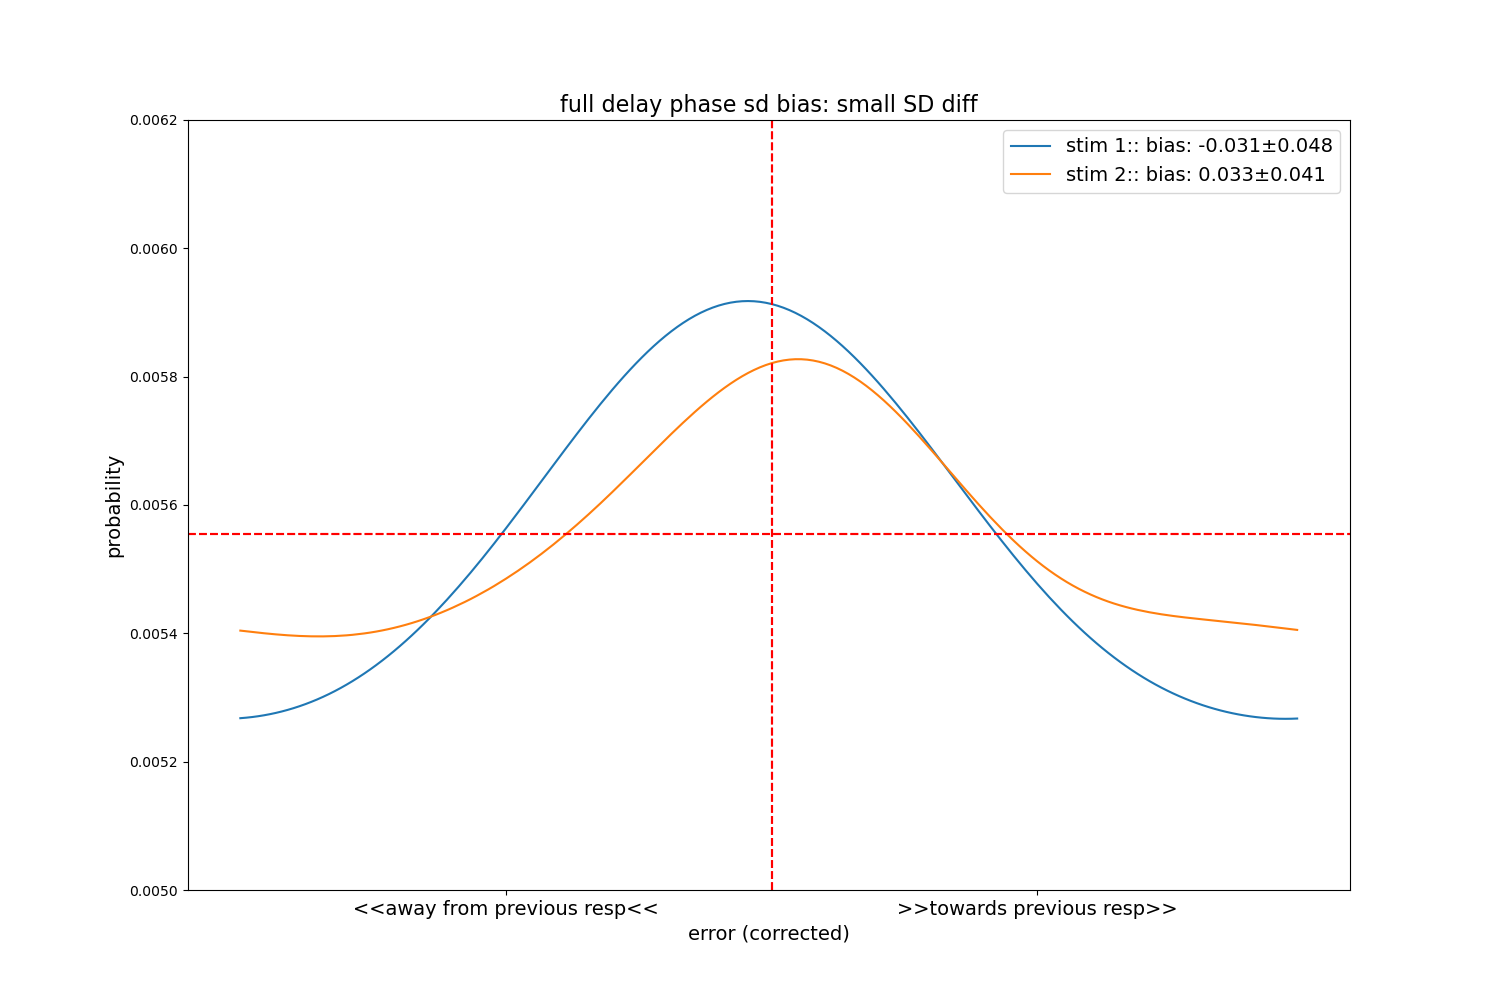 full delay phase sd bias: small SD diff
stim 1:: bias: -0.031±0.048
stim 2:: bias: 0.033±0.041
0.0062
0.0060
0.0058
0.0056
0.0054
0.0052
0.0050
probability
<<away from previous resp<<
>>towards previous resp>>
error (corrected)